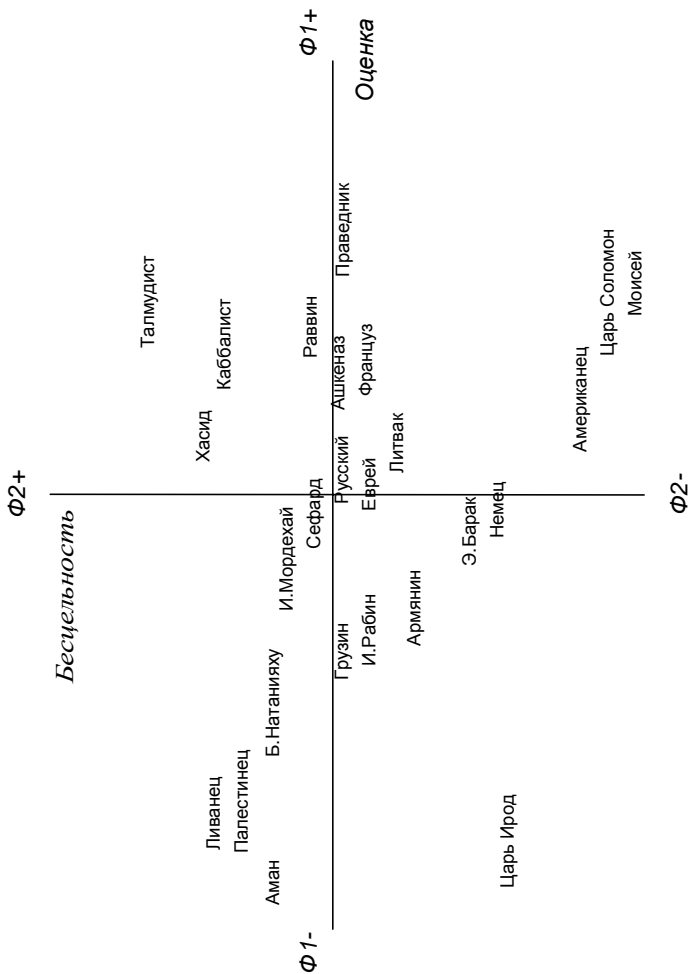 Ф2+
Бесцельность
Талмудист
Хасид
Каббалист
Ливанец
Палестинец
Аман
Б.Натанияху
И.Мордехай
Сефард
Раввин
Ф1-
Ф1+
Оценка
Грузин
Русский
Ашкеназ
Праведник
И.Рабин
Еврей
Француз
Армянин
Литвак
Э.Барак
Немец
Царь Ирод
Американец
Царь Соломон
Моисей
Ф2-